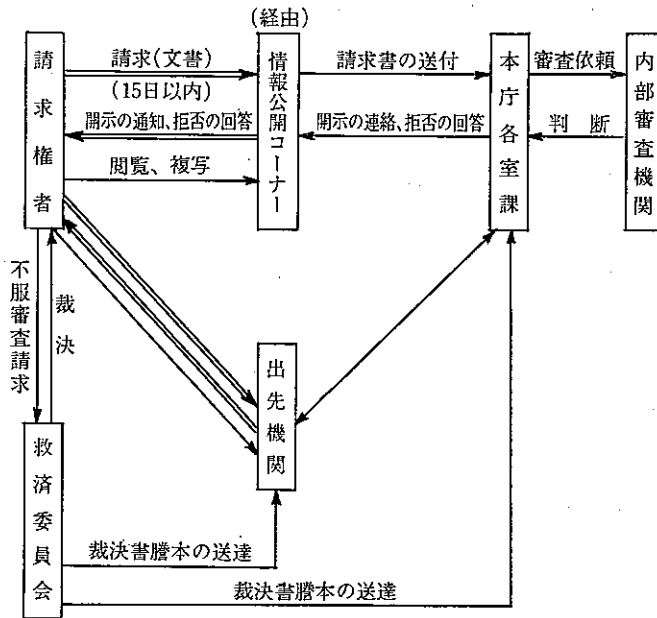 (経由)
請求権者
請求(文書)
(15日以内)
開示の通知、拒否の回答
閲覧、複写
情報公開コーナー
請求書の送付
開示の連絡、拒否の回答
本庁各室課
審査依頼
判断
内部審査機関
不服審査請求
裁決
出先機関
救済委員会
裁決書謄本の送達
裁決書謄本の送達